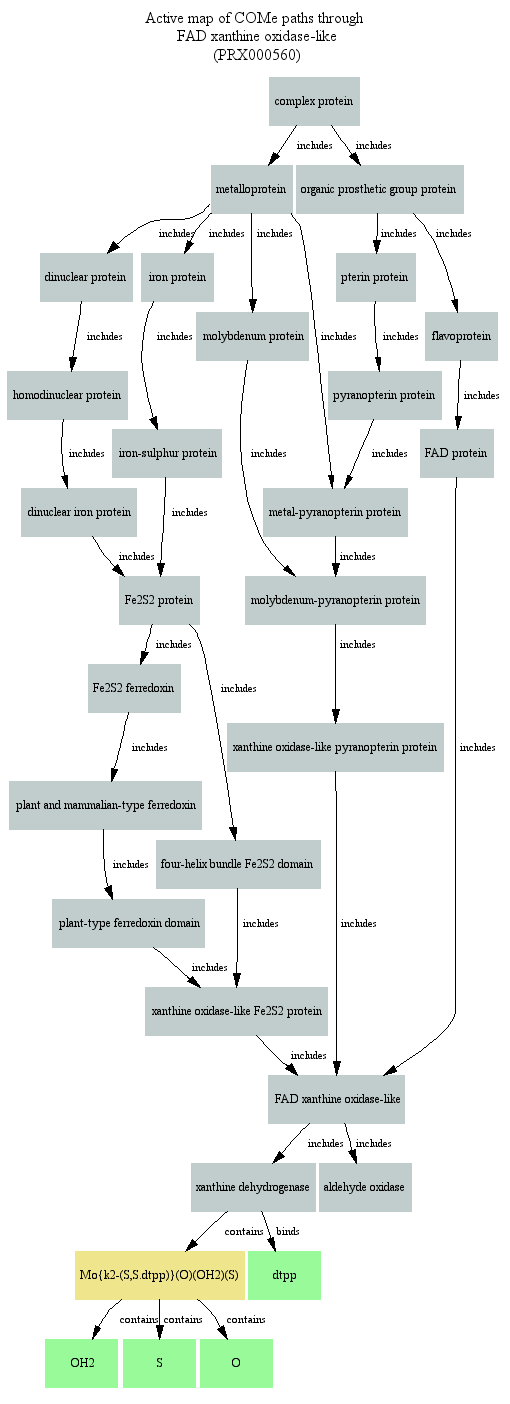 Active map of COMe paths through
FAD xanthine oxidase-like
(PRX000560)
complex protein
includes
includes
metalloprotein
organic prosthetic group protein
includes
includes
includes
includes
includes
dinuclear protein
iron protein
pterin protein
includes
includes
includes
includes
molybdenum protein
flavoprotein
homodinuclear protein
pyranopterin protein
includes
includes
iron-sulphur protein
FAD protein
includes
includes
includes
dinuclear iron protein
metal-pyranopterin protein
includes
includes
includes
Fe2S2 protein
molybdenum-pyranopterin protein
includes
includes
Fe2S2 ferredoxin
includes
xanthine oxidase-like pyranopterin protein
includes
includes
plant and mammalian-type ferredoxin
includes
four-helix bundle Fe2S2 domain
plant-type ferredoxin domain
includes
includes
includes
xanthine oxidase-like Fe2S2 protein
includes
FAD xanthine oxidase-like
includes
includes
xanthine dehydrogenase
aldehyde oxidase
contains
binds
Mo{k2-(S,S.dtpp)}(O)(OH2)(S)
dtpp
contains
contains
contains
OH2
S
O